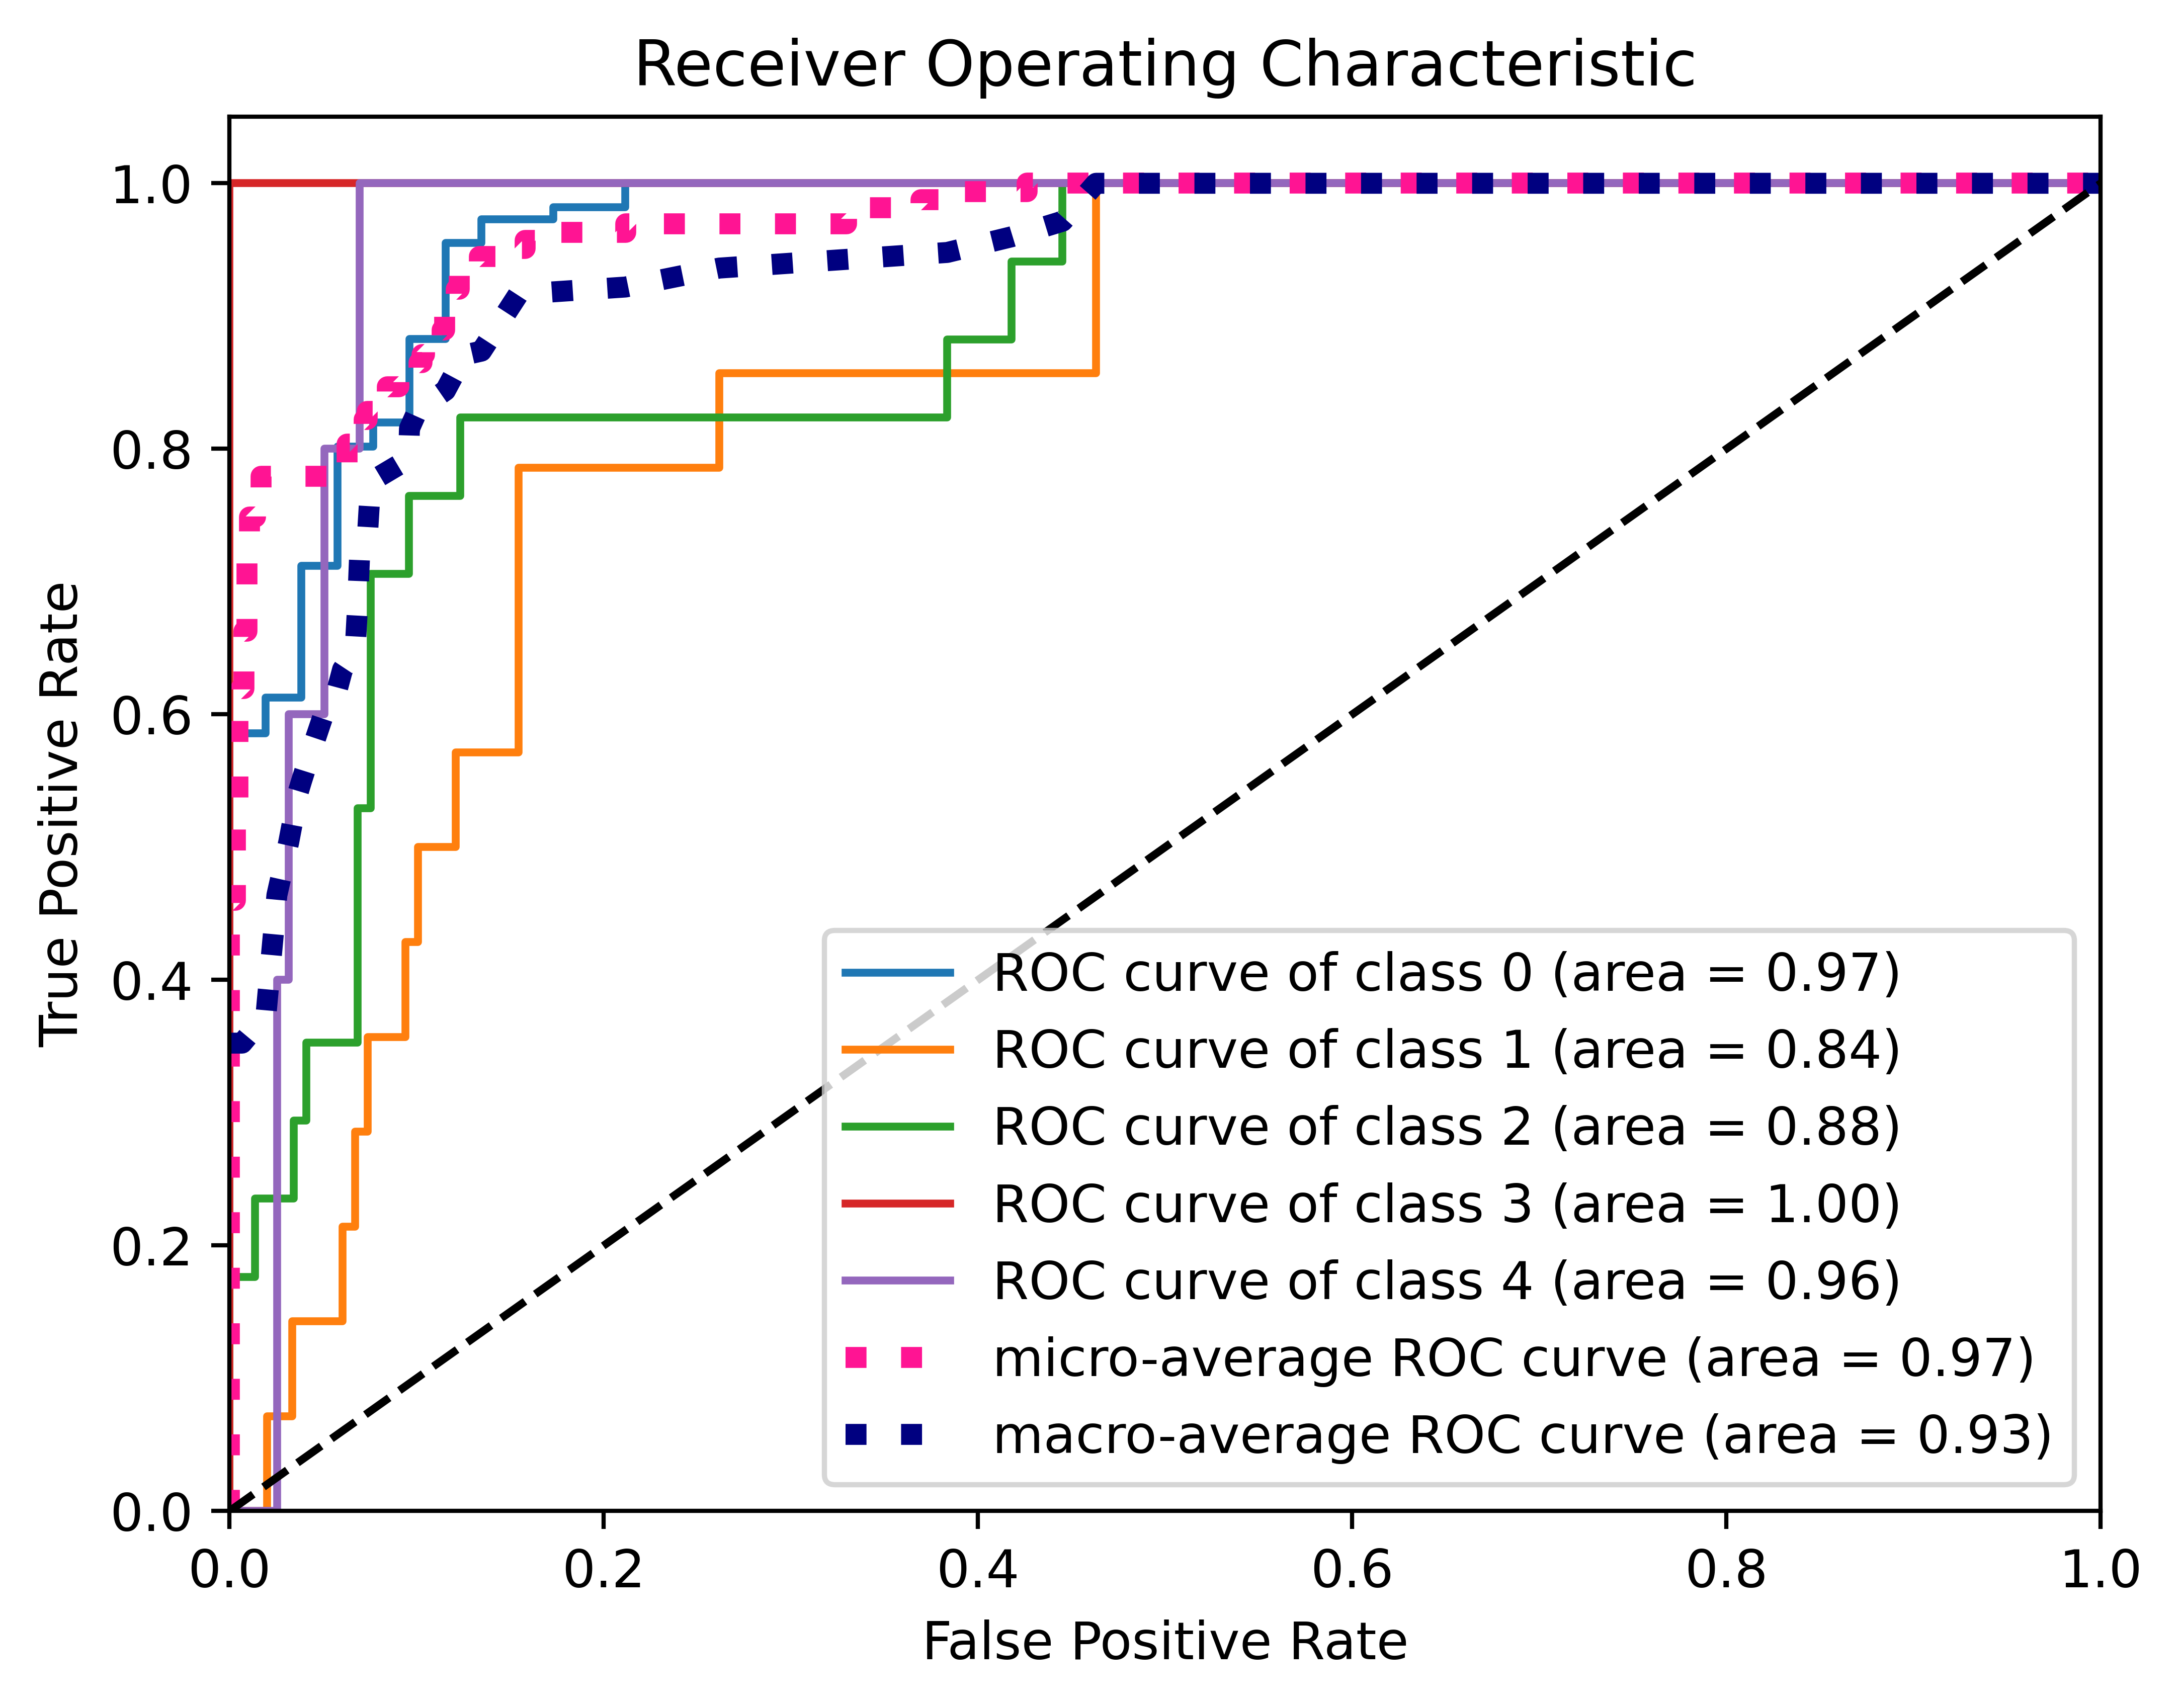 Receiver Operating Characteristic
1.0
0.8
0.6
0.4
0.2
0.0
True Positive Rate
ROC curve of class 0 (area = 0.97)
ROC curve of class 1 (area = 0.84)
ROC curve of class 2 (area = 0.88)
ROC curve of class 3 (area = 1.00)
ROC curve of class 4 (area = 0.96)
micro-average ROC curve (area = 0.97)
macro-average ROC curve (area = 0.93)
0.0 0.2 0.4 0.6 0.8 1.0
False Positive Rate